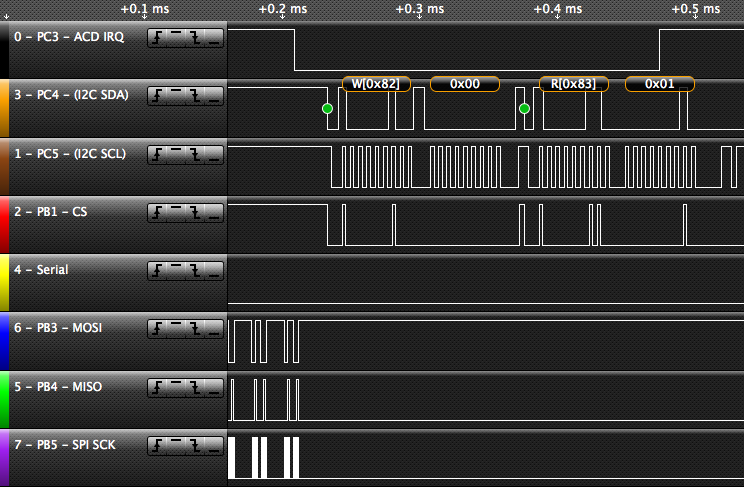 +0.1 ms +0.2 ms +0.3 ms +0.4 ms +0.5 ms
0 - PC3 - ACD IRQ
3 - PC4 - (I2C SDA) W[0x82] 0x00 R[0x83] 0x01
1 - PC5 - (I2C SCL)
2 - PB1 - CS
4 - Serial
6 - PB3 - MOSI
5 - PB4 - MISO
7 - PB5 - SPI SCK